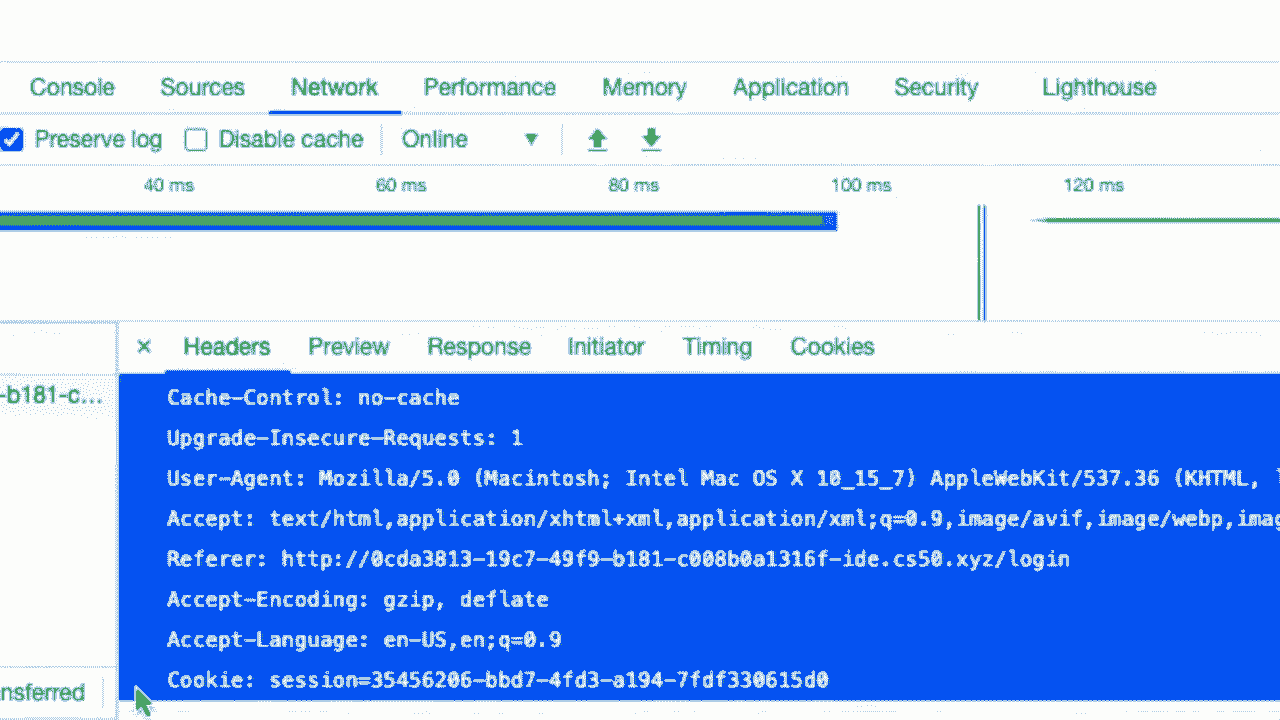 Console Sources Network Performance Memory Application Security Lighthouse
Preserve log Disable cache Online
40 ms 60 ms 80 ms 100 ms 120 ms
× Headers Preview Response Initiator Timing Cookies
-b181-c...
Cache-Control: no-cache
Upgrade-Insecure-Requests: 1
User-Agent: Mozilla/5.0 (Macintosh; Intel Mac OS X 10_15_7) AppleWebKit/537.36 (KHTML,
Accept: text/html,application/xhtml+xml,application/xml;q=0.9,image/avif,image/webp,imag
Referer: http://0cda3813-19c7-49f9-b181-c008b0a1316f-ide.cs50.xyz/login
Accept-Encoding: gzip, deflate
Accept-Language: en-US,en;q=0.9
Cookie: session=35456206-bbd7-4fd3-a194-7fdf330615d0
nsferred